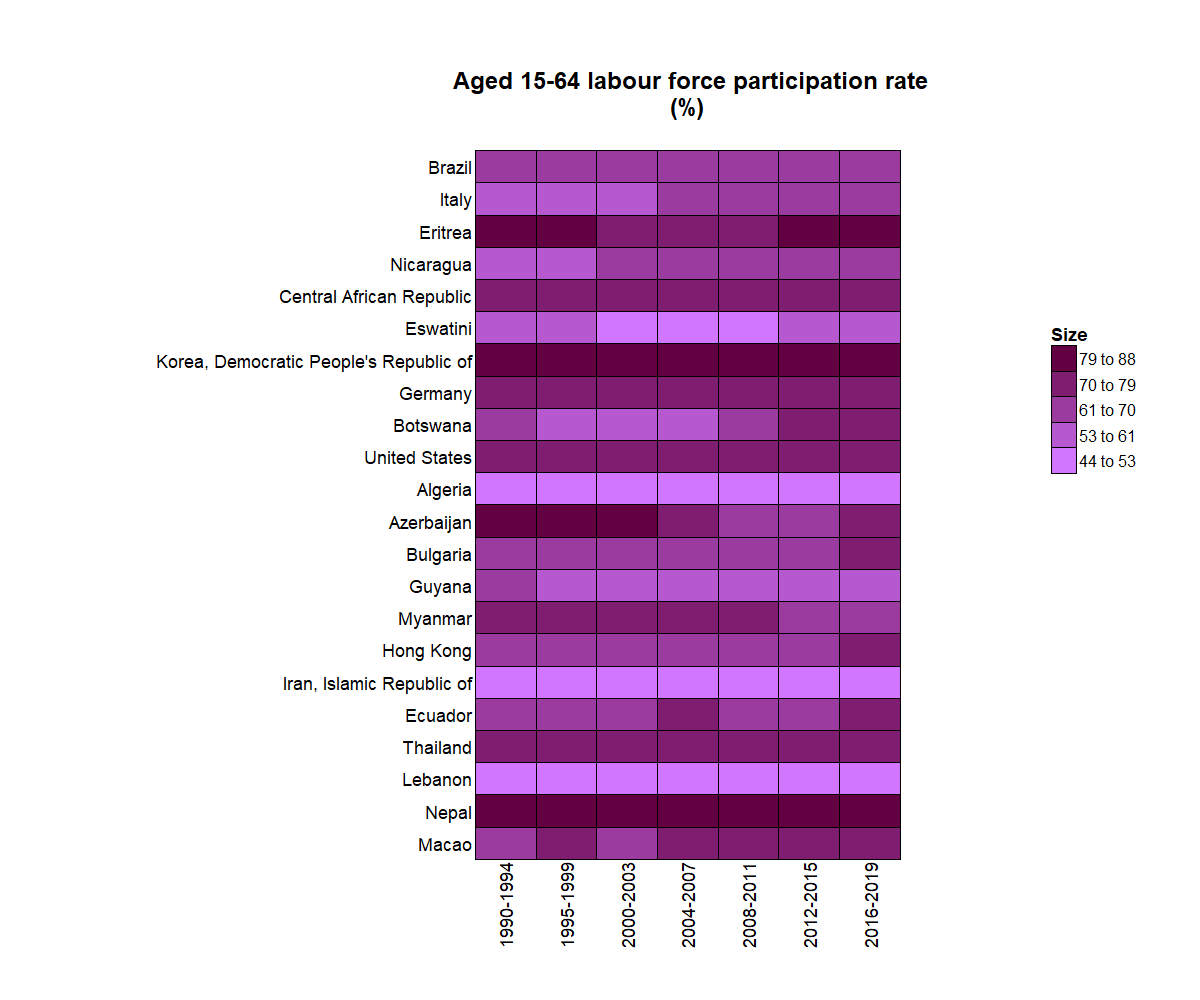 Aged 15-64 labour force participation rate
(%)
Brazil
Italy
Eritrea
Nicaragua
Central African Republic
Eswatini
Korea, Democratic People's Republic of
Germany
Botswana
United States
Algeria
Azerbaijan
Bulgaria
Guyana
Myanmar
Hong Kong
Iran, Islamic Republic of
Ecuador
Thailand
Lebanon
Nepal
Macao
1990-1994
1995-1999
2000-2003
2004-2007
2008-2011
2012-2015
2016-2019
Size
79 to 88
70 to 79
61 to 70
53 to 61
44 to 53